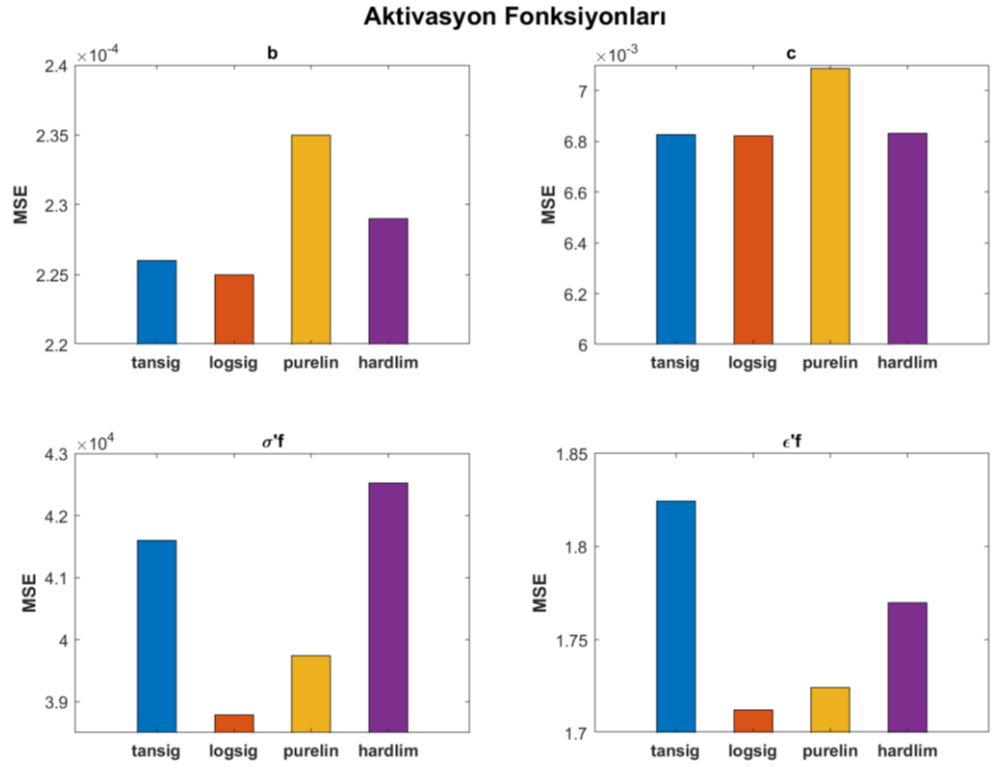 Aktivasyon Fonksiyonları
b
×10⁻⁴
2.4
2.35
2.3
2.25
2.2
MSE
tansig logsig purelin hardlim
c
×10⁻³
7
6.8
6.6
6.4
6.2
6
MSE
tansig logsig purelin hardlim
σ'f
×10⁴
4.3
4.2
4.1
4
3.9
MSE
tansig logsig purelin hardlim
ϵ'f
1.85
1.8
1.75
1.7
MSE
tansig logsig purelin hardlim